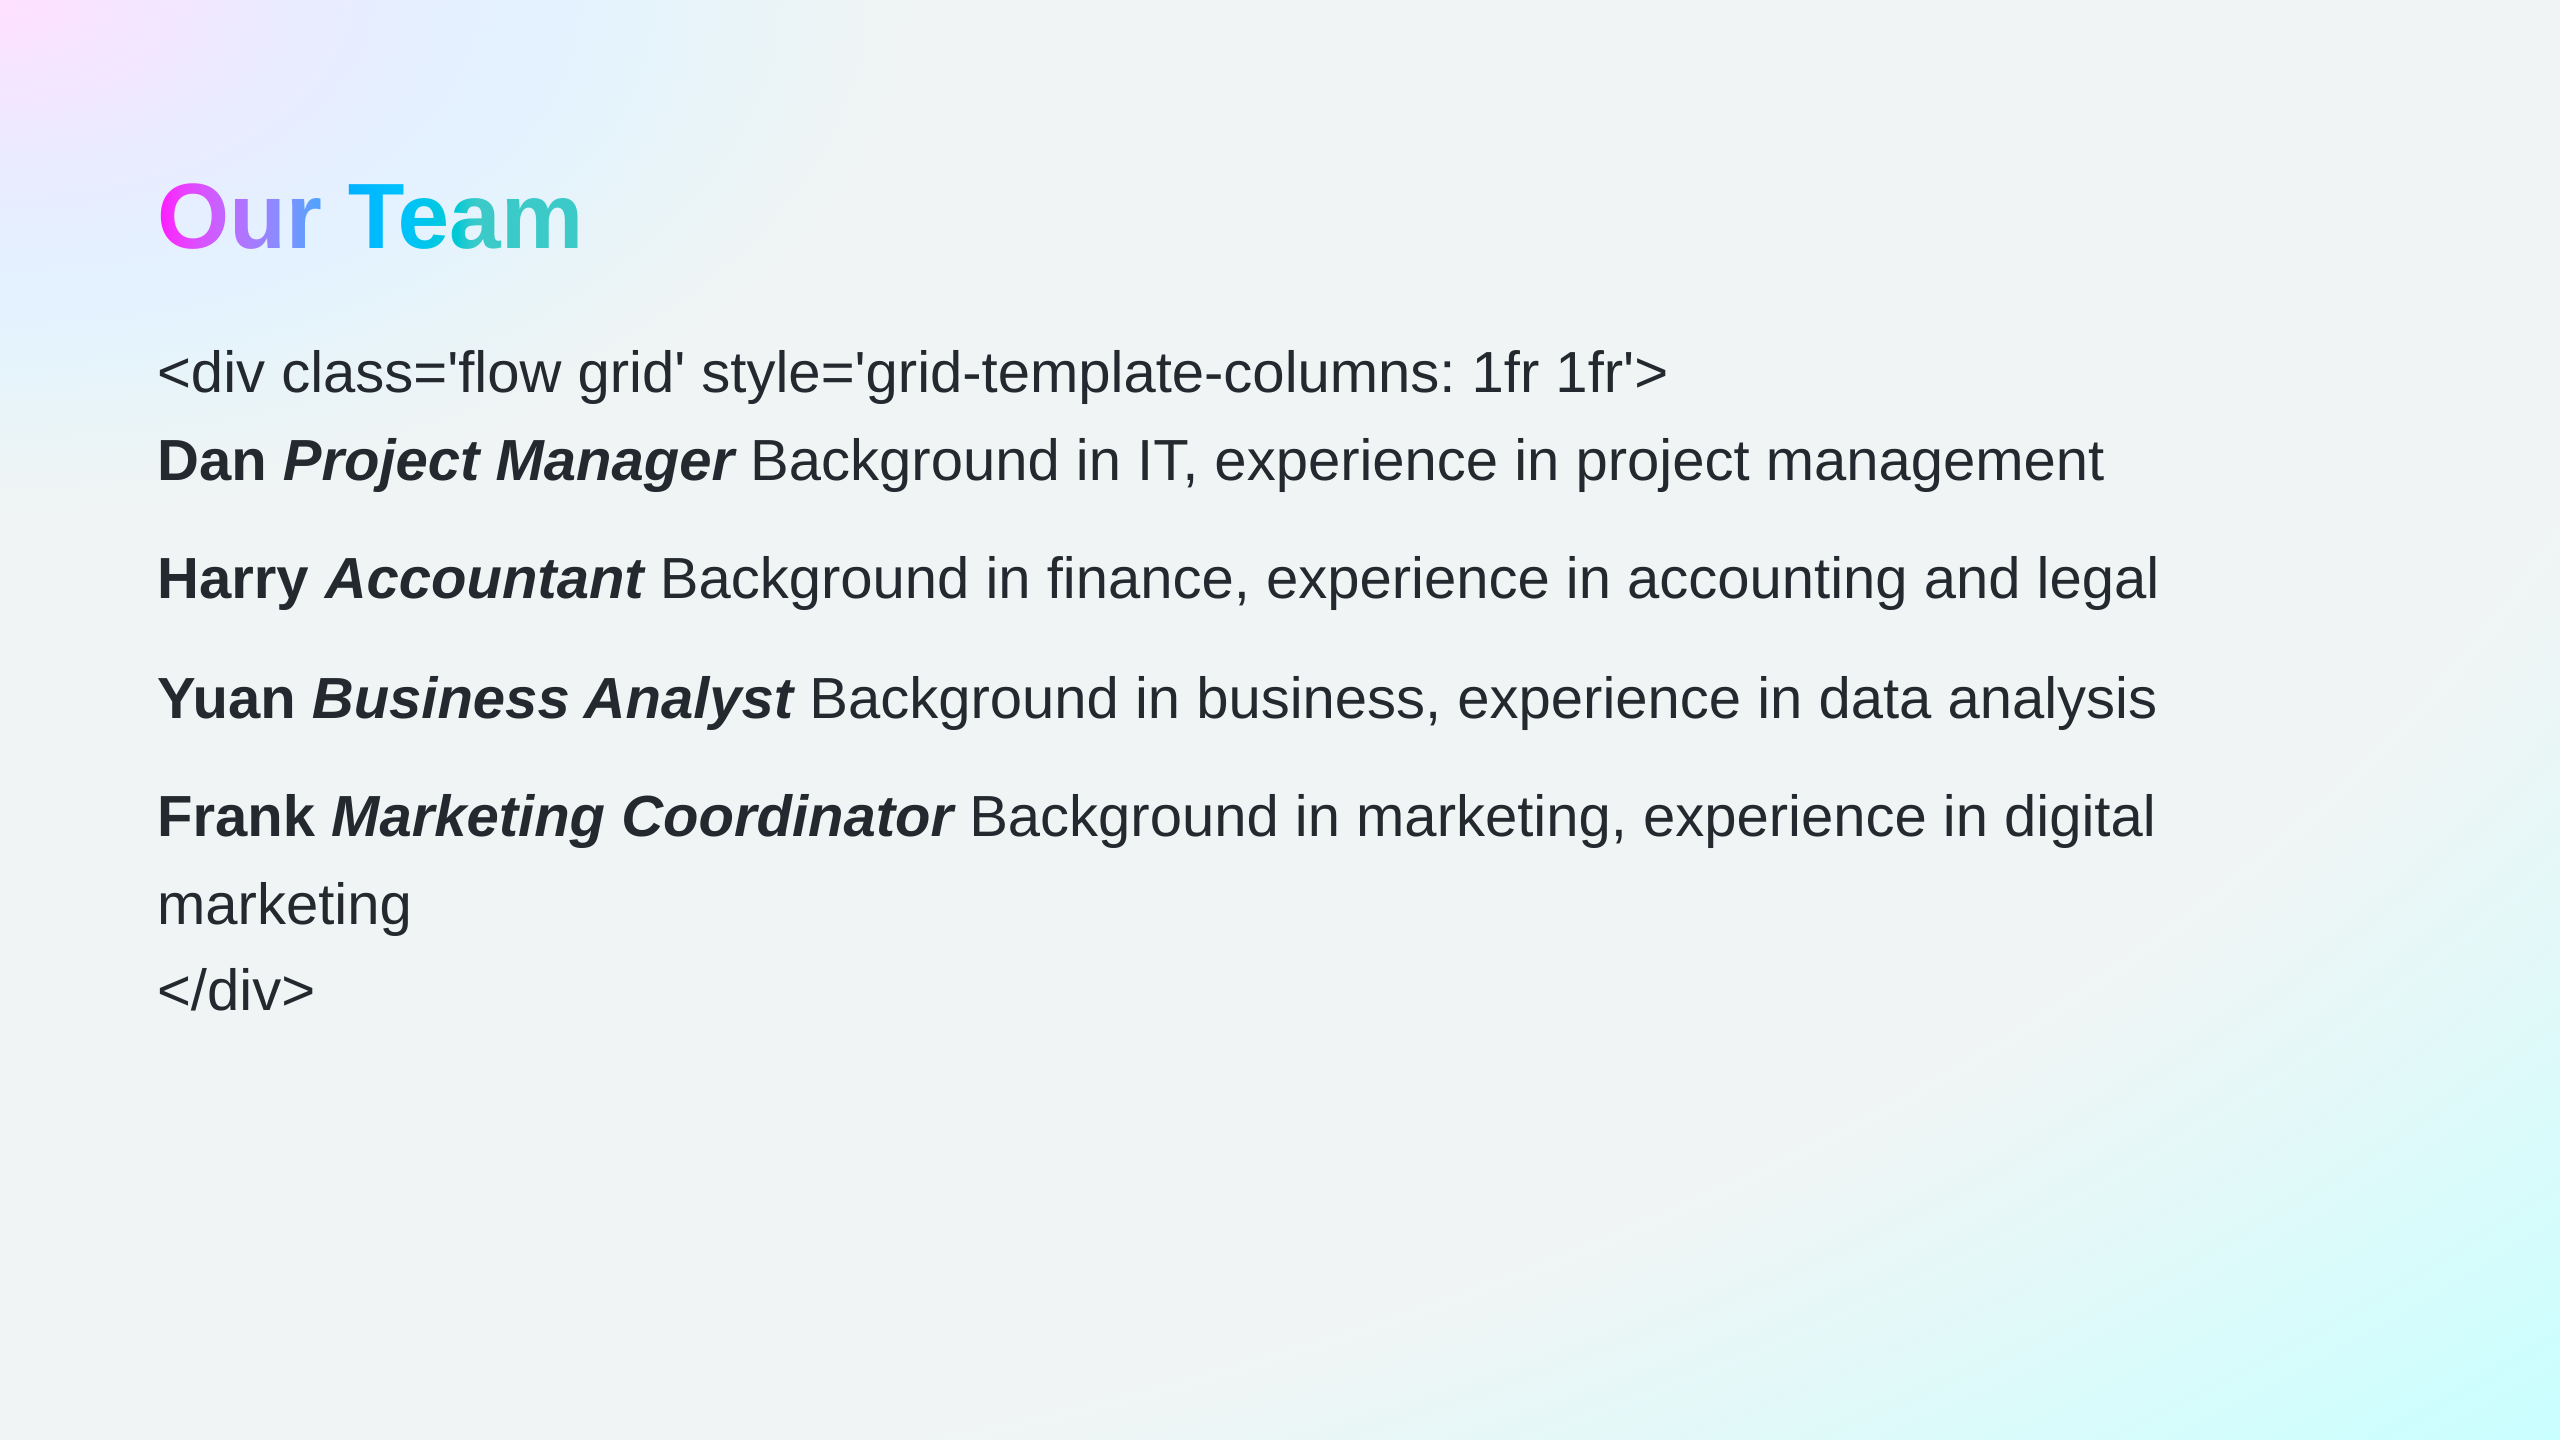 Our Team
<div class='flow grid' style='grid-template-columns: 1fr 1fr'>
Dan Project Manager Background in IT, experience in project management
Harry Accountant Background in finance, experience in accounting and legal
Yuan Business Analyst Background in business, experience in data analysis
Frank Marketing Coordinator Background in marketing, experience in digital
marketing
</div>